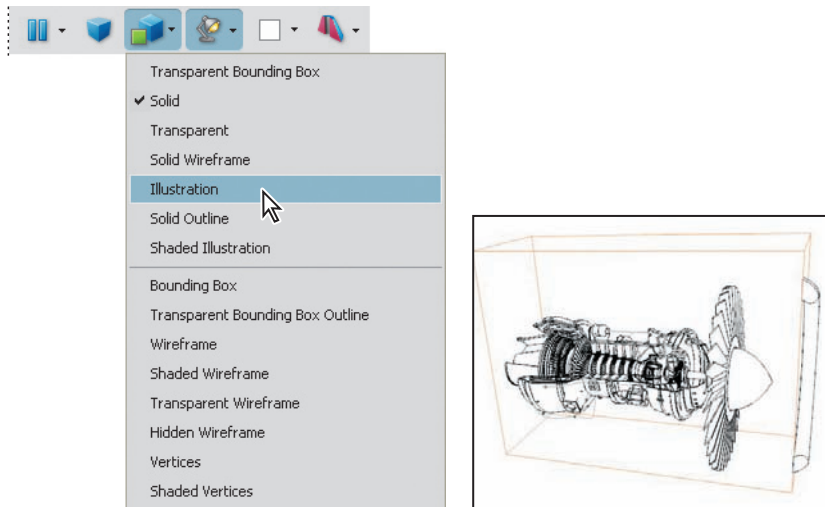 Transparent Bounding Box
Solid
Transparent
Solid Wireframe
Illustration
Solid Outline
Shaded Illustration
Bounding Box
Transparent Bounding Box Outline
Wireframe
Shaded Wireframe
Transparent Wireframe
Hidden Wireframe
Vertices
Shaded Vertices